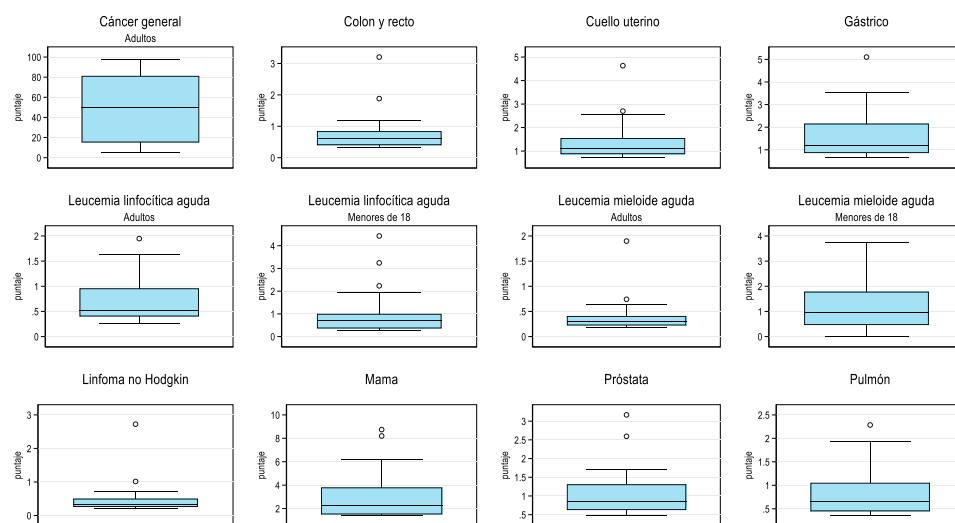 Cáncer general
Adultos
puntaje
100
80
60
40
20
0
Colon y recto
puntaje
3
2
1
0
Cuello uterino
puntaje
5
4
3
2
1
Gástrico
puntaje
5
4
3
2
1
Leucemia linfocítica aguda
Adultos
puntaje
2
1.5
1
.5
0
Leucemia linfocítica aguda
Menores de 18
puntaje
4
3
2
1
0
Leucemia mieloide aguda
Adultos
puntaje
2
1.5
1
.5
0
Leucemia mieloide aguda
Menores de 18
puntaje
4
3
2
1
0
Linfoma no Hodgkin
puntaje
3
2
1
0
Mama
puntaje
10
8
6
4
2
Próstata
puntaje
3
2.5
2
1.5
1
.5
Pulmón
puntaje
2.5
2
1.5
1
.5